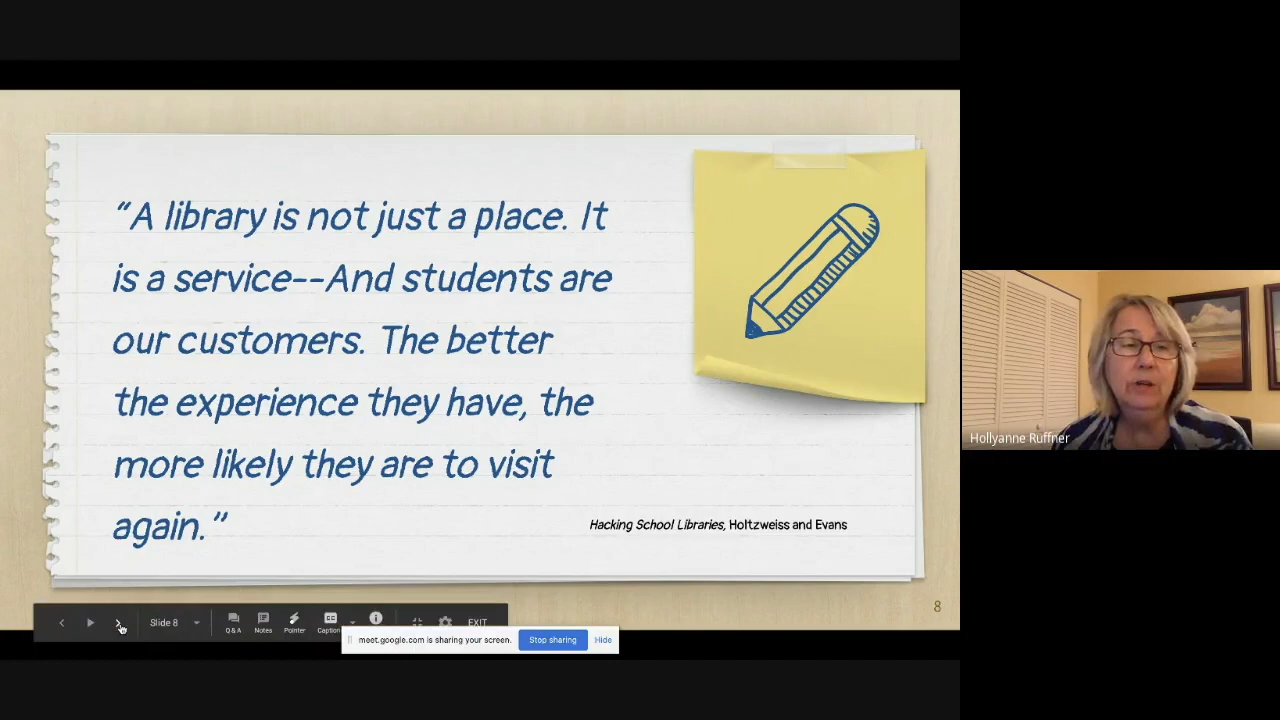 “A library is not just a place. It
is a service--And students are
our customers. The better
the experience they have, the
more likely they are to visit
again.”
Hacking School Libraries, Holtzweiss and Evans
8
Slide 8
Q & A
Notes
Pointer
Caption
EXIT
meet.google.com is sharing your screen.
Stop sharing
Hide
Hollyanne Ruffner